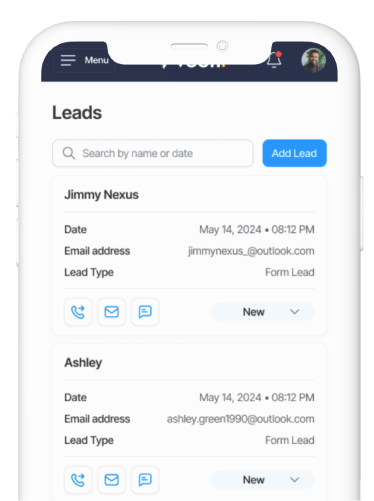 Menu
Leads
Search by name or date
Add Lead
Jimmy Nexus
Date May 14, 2024 • 08:12 PM
Email address jimmynexus_@outlook.com
Lead Type Form Lead
New
Ashley
Date May 14, 2024 • 08:12 PM
Email address ashley.green1990@outlook.com
Lead Type Form Lead
New